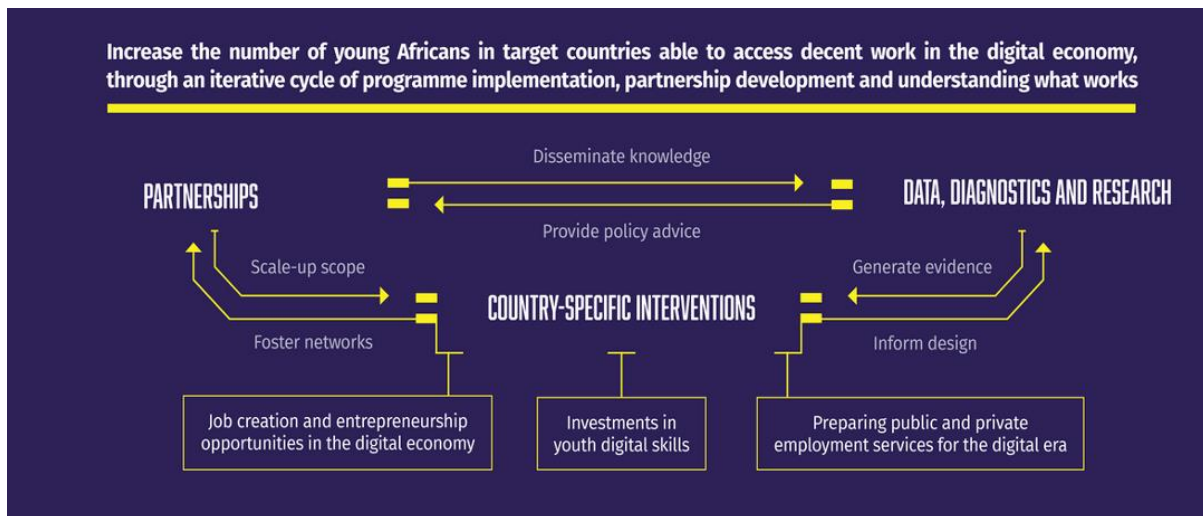 Increase the number of young Africans in target countries able to access decent work in the digital economy,
through an iterative cycle of programme implementation, partnership development and understanding what works
Disseminate knowledge
PARTNERSHIPS
DATA, DIAGNOSTICS AND RESEARCH
Provide policy advice
Scale-up scope
Generate evidence
COUNTRY-SPECIFIC INTERVENTIONS
Foster networks
Inform design
Job creation and entrepreneurship
opportunities in the digital economy
Investments in
youth digital skills
Preparing public and private
employment services for the digital era